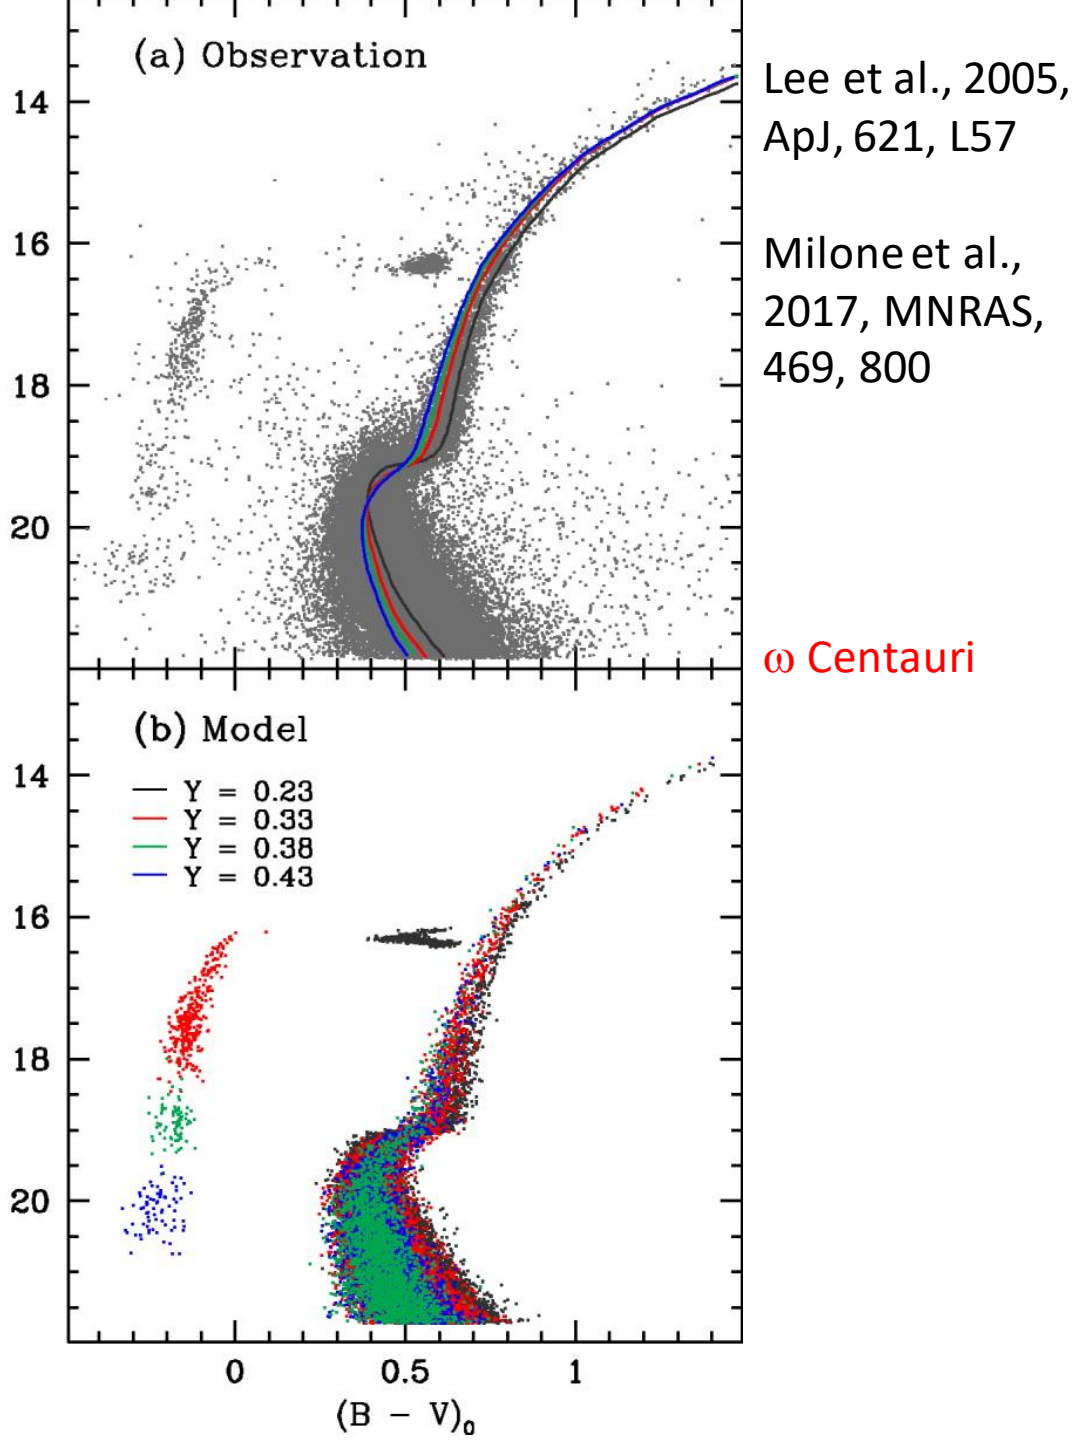 (a) Observation
14
16
18
20
Lee et al., 2005,
ApJ, 621, L57
Milone et al.,
2017, MNRAS,
469, 800
ω Centauri
(b) Model
Y = 0.23
Y = 0.33
Y = 0.38
Y = 0.43
14
16
18
20
0 0.5 1
(B − V)₀